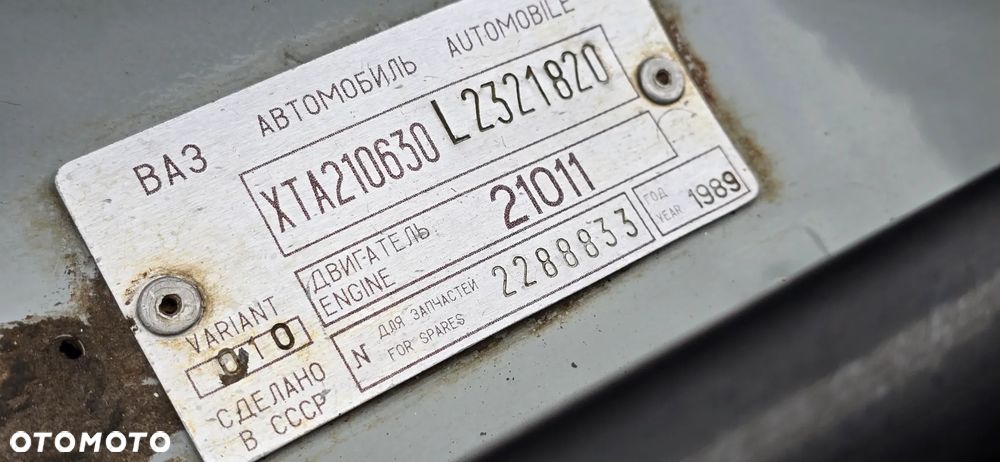 ВАЗ АВТОМОБИЛЬ AUTOMOBILE
XTA210630 L2321820
ДВИГАТЕЛЬ 21011
ENGINE
VARIANT
010
N ДЛЯ ЗАПЧАСТЕЙ 2288833
FOR SPARES
ГОД 1989
YEAR
СДЕЛАНО
В СССР
OTOMOTO